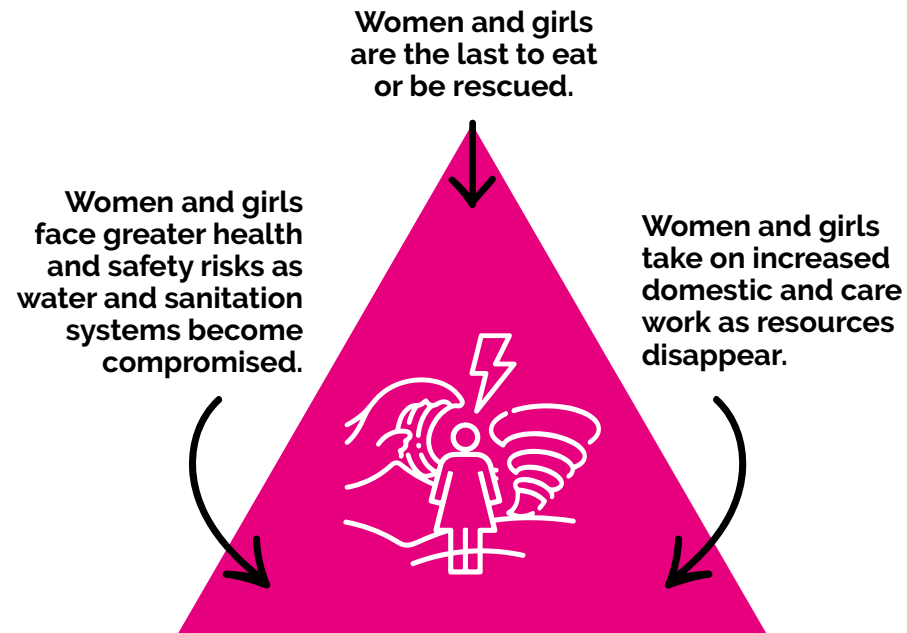 Women and girls
are the last to eat
or be rescued.
Women and girls
face greater health
and safety risks as
water and sanitation
systems become
compromised.
Women and girls
take on increased
domestic and care
work as resources
disappear.